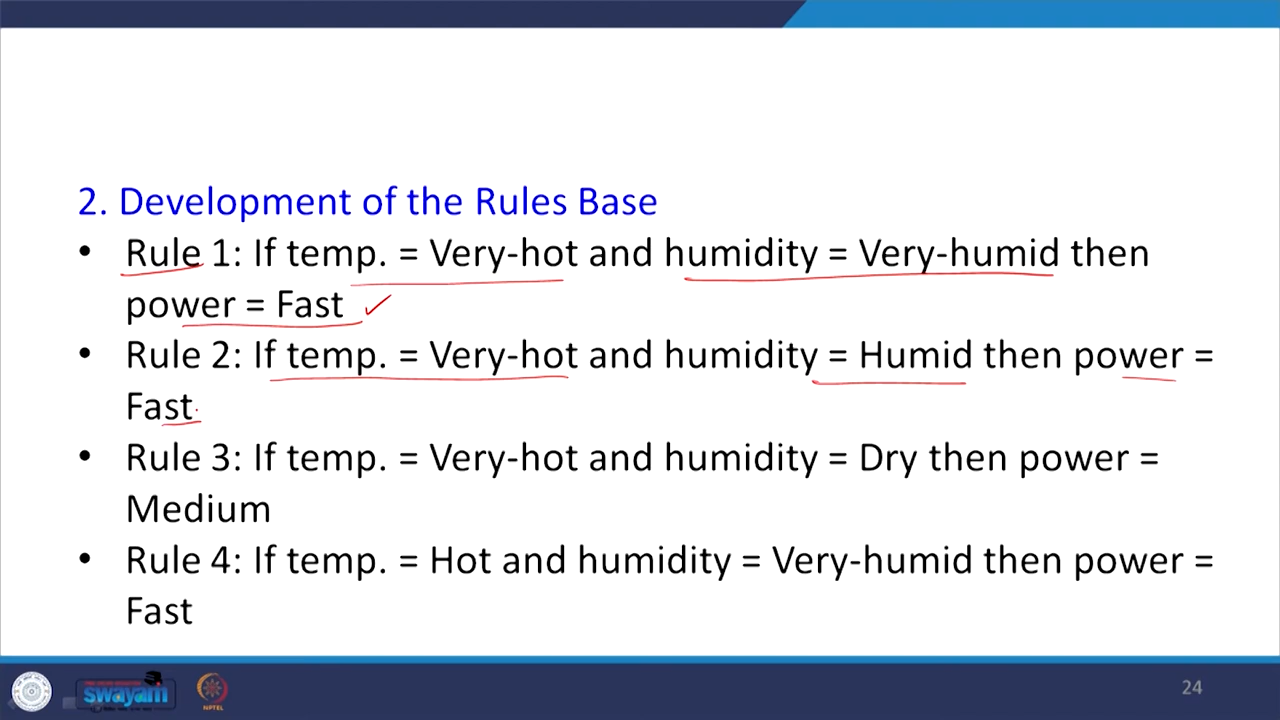 2. Development of the Rules Base
• Rule 1: If temp. = Very-hot and humidity = Very-humid then
power = Fast
• Rule 2: If temp. = Very-hot and humidity = Humid then power =
Fast
• Rule 3: If temp. = Very-hot and humidity = Dry then power =
Medium
• Rule 4: If temp. = Hot and humidity = Very-humid then power =
Fast
swayam
NPTEL
24